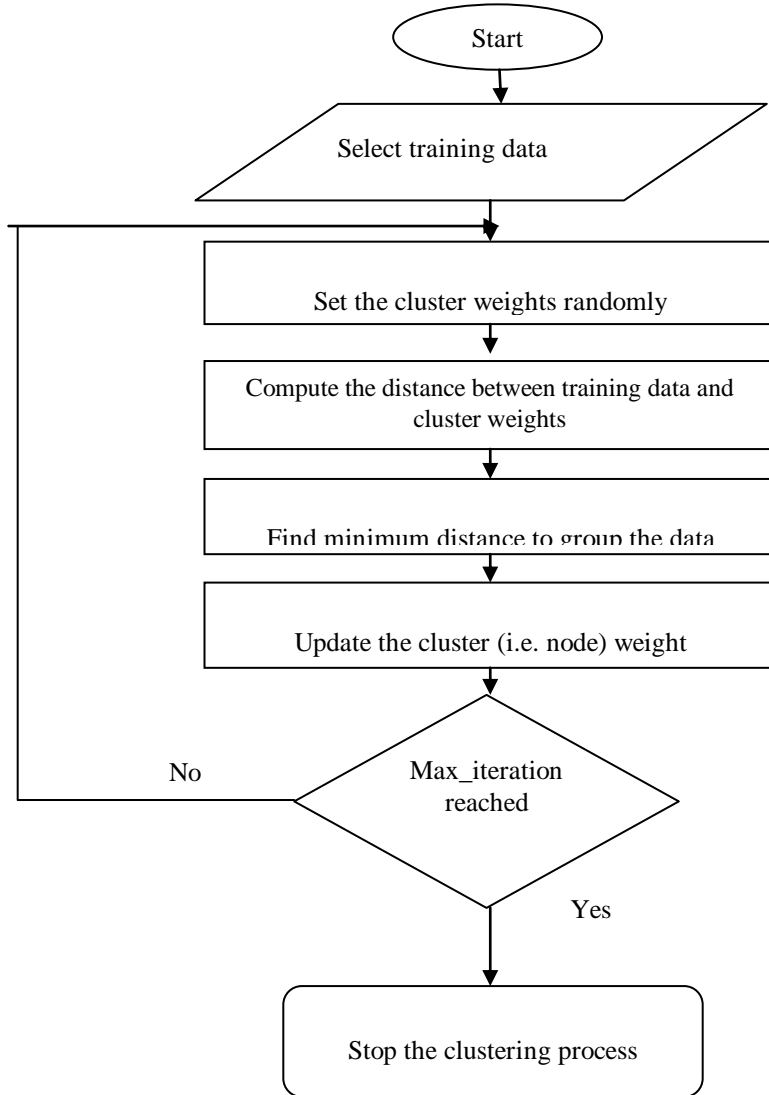 Start
Select training data
Set the cluster weights randomly
Compute the distance between training data and
cluster weights
Find minimum distance to group the data
Update the cluster (i.e. node) weight
Max_iteration
reached
No
Yes
Stop the clustering process